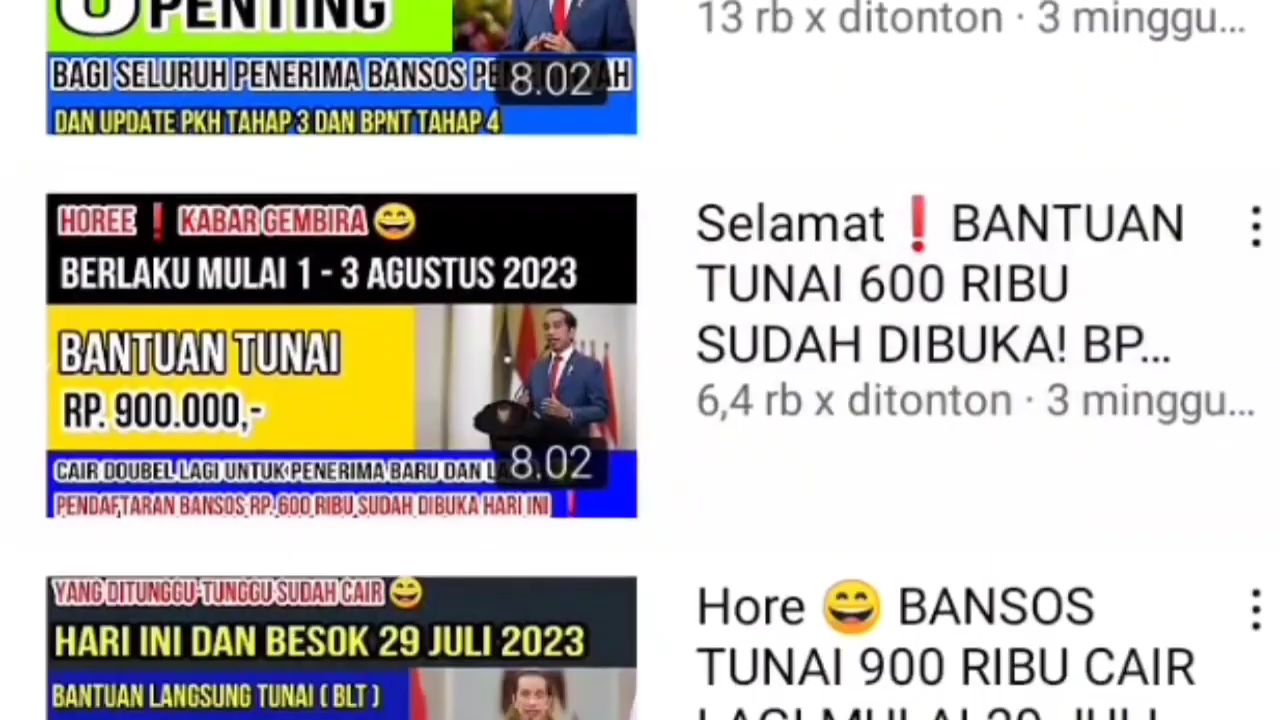 PENTING
BAGI SELURUH PENERIMA BANSOS
8.02
DAN UPDATE PKH TAHAP 3 DAN BPNT TAHAP 4
13 rb x ditonton · 3 minggu...
HOREE ❗ KABAR GEMBIRA 😄
BERLAKU MULAI 1 - 3 AGUSTUS 2023
BANTUAN TUNAI
RP. 900.000,-
CAIR DOUBEL LAGI UNTUK PENERIMA BARU DAN
8.02
PENDAFTARAN BANSOS RP. 600 RIBU SUDAH DIBUKA HARI INI ❗
Selamat ❗ BANTUAN
TUNAI 600 RIBU
SUDAH DIBUKA! BP...
6,4 rb x ditonton · 3 minggu...
YANG DITUNGGU-TUNGGU SUDAH CAIR 😄
HARI INI DAN BESOK 29 JULI 2023
BANTUAN LANGSUNG TUNAI ( BLT )
Hore 😄 BANSOS
TUNAI 900 RIBU CAIR
LAGI MULAI 29 JULI